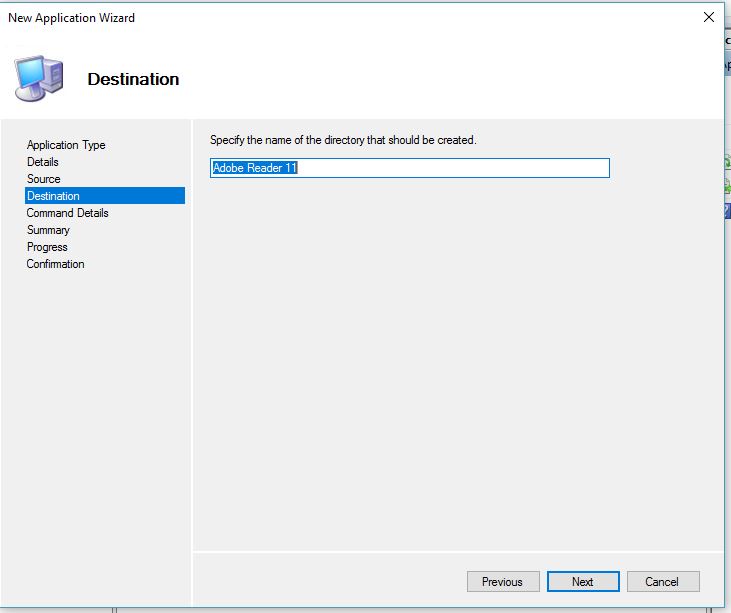 New Application Wizard
Destination
Application Type
Details
Source
Destination
Command Details
Summary
Progress
Confirmation
Specify the name of the directory that should be created.
Adobe Reader 11
Previous
Next
Cancel